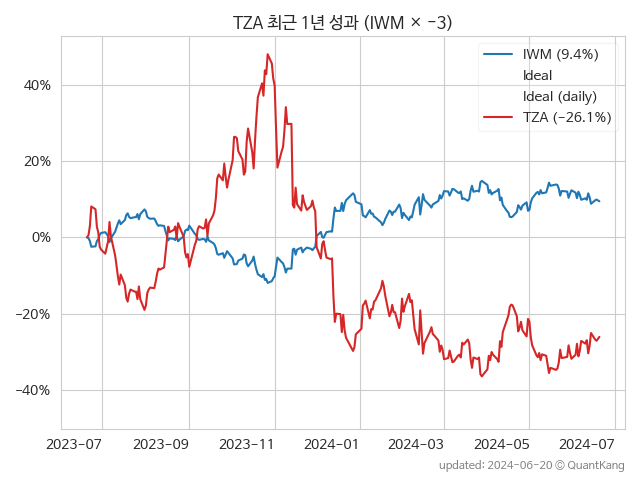 TZA 최근 1년 성과 (IWM × −3)
IWM (9.4%)
Ideal
Ideal (daily)
TZA (−26.1%)
40%
20%
0%
−20%
−40%
2023-07 2023-09 2023-11 2024-01 2024-03 2024-05 2024-07
updated: 2024-06-20 © QuantKang